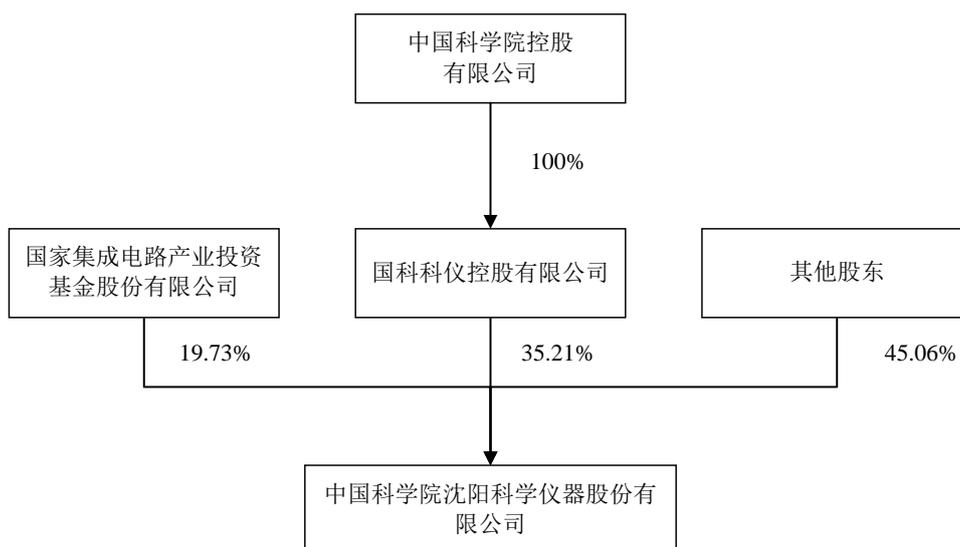 中国科学院控股
有限公司
100%
国家集成电路产业投资
基金股份有限公司
国科科仪控股有限公司
其他股东
19.73%
35.21%
45.06%
中国科学院沈阳科学仪器股份有
限公司